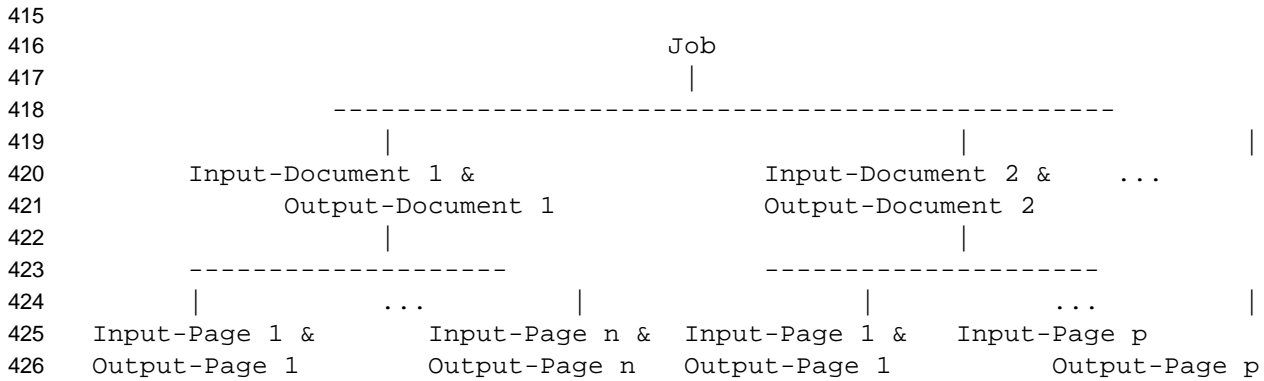 415
416 Job
417 |
418 -------------------------------------------------
419 | | |
420 Input-Document 1 & Input-Document 2 & ...
421 Output-Document 1 Output-Document 2
422 | |
423 -------------------- ---------------------
424 | ... | | ... |
425 Input-Page 1 & Input-Page n & Input-Page 1 & Input-Page p
426 Output-Page 1 Output-Page n Output-Page 1 Output-Page p